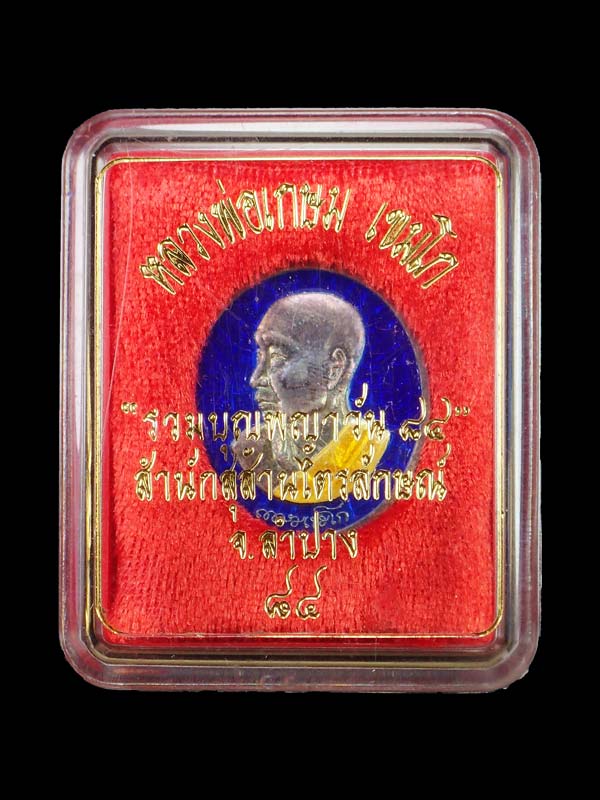 หลวงพ่อเกษม เขมโก
"รวมบุญพญาวัน ๘๔"
สำนักสุสานไตรลักษณ์
จ.ลำปาง
๘๔